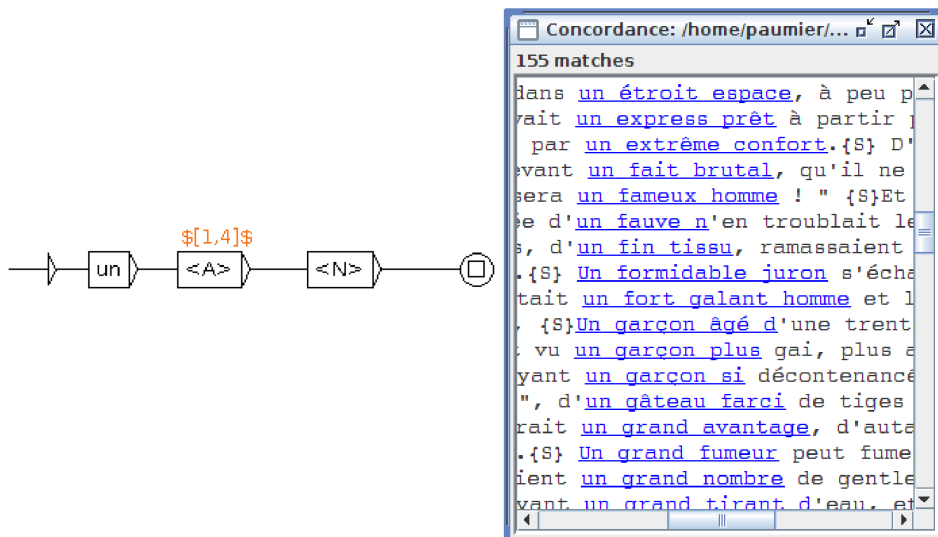 $[1,4]$
un <A> <N>
Concordance: /home/paumier/...
155 matches
dans un étroit espace, à peu p
vait un express prêt à partir
par un extrême confort.{S} D'
evant un fait brutal, qu'il ne
sera un fameux homme ! " {S}Et
ée d'un fauve n'en troublait le
s, d'un fin tissu, ramassaient
.{S} Un formidable juron s'écha
tait un fort galant homme et l
, {S}Un garçon âgé d'une trent
t vu un garçon plus gai, plus a
yant un garçon si décontenancé
", d'un gâteau farci de tiges
rait un grand avantage, d'auta
.{S} Un grand fumeur peut fume
ient un grand nombre de gentle
yant un grand tirant d'eau, et